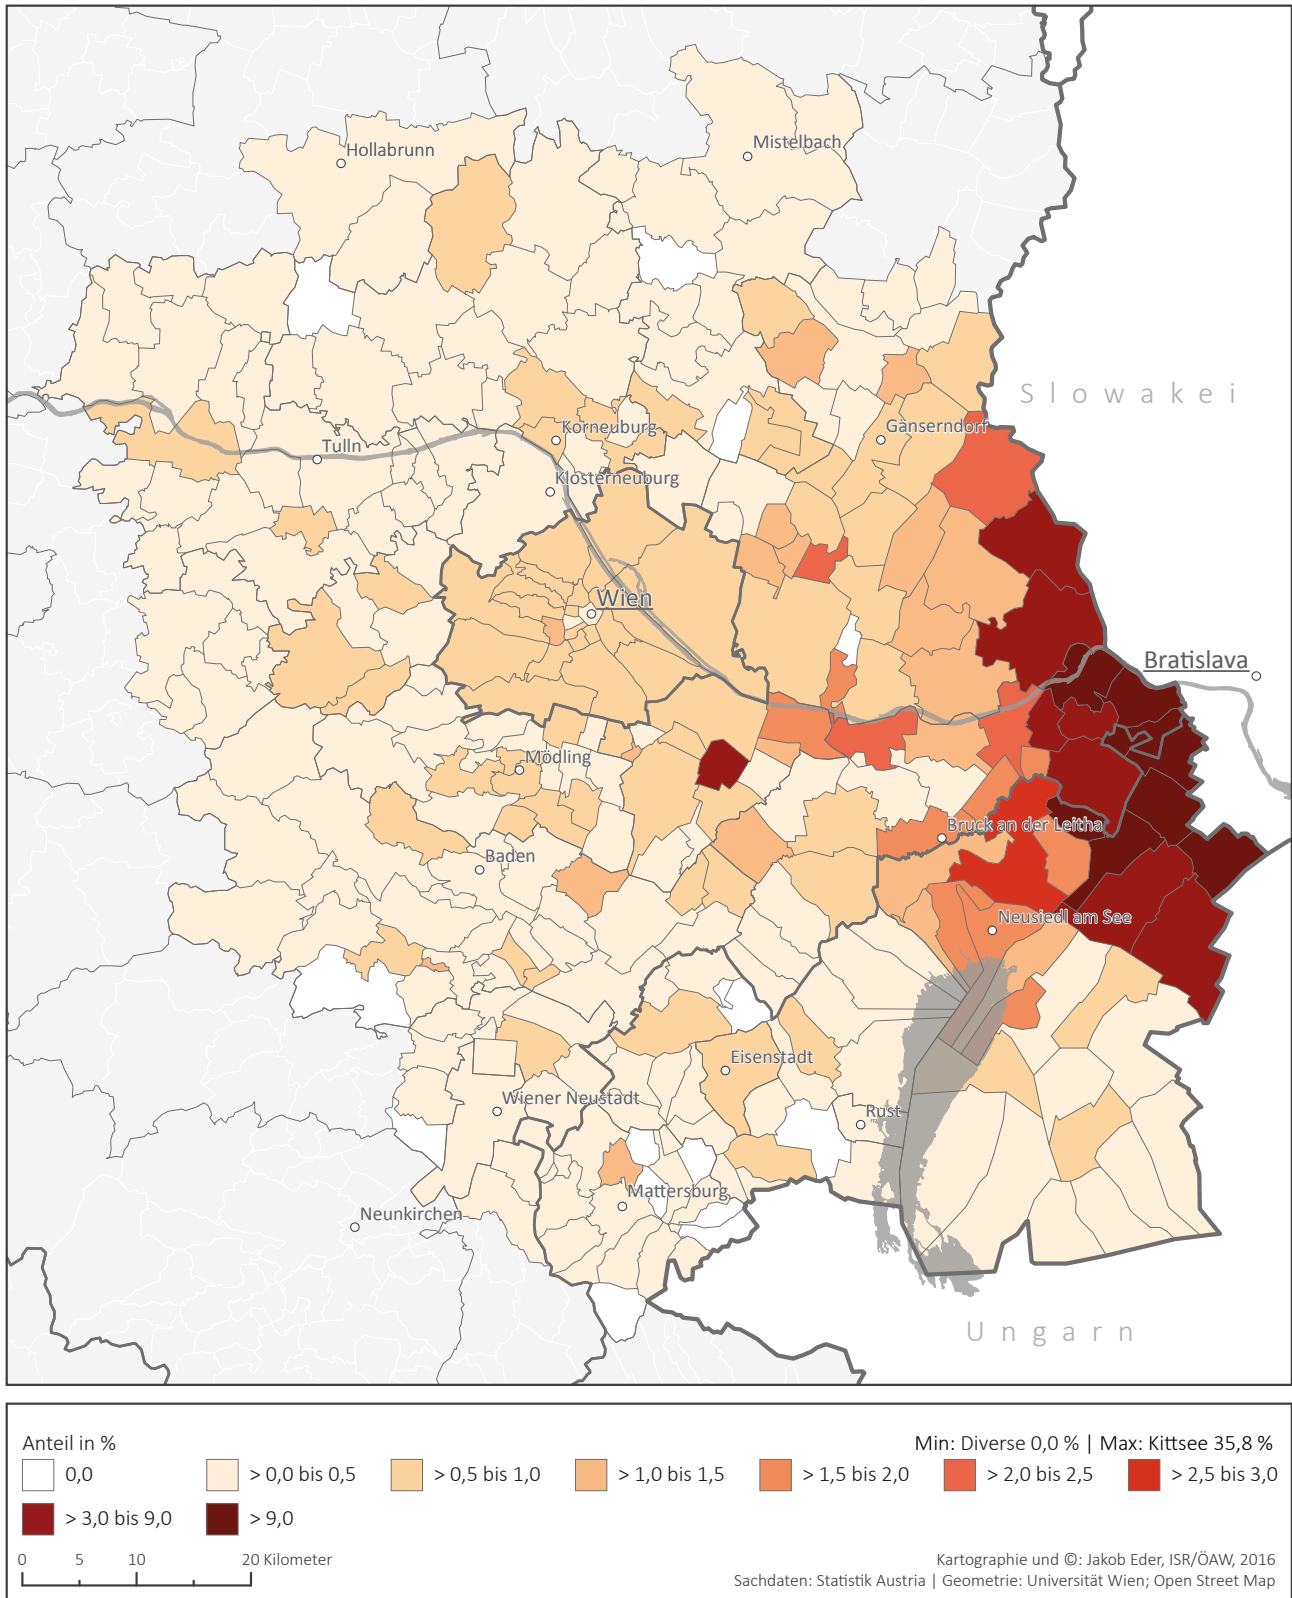 Hollabrunn
Mistelbach
Slowakei
Korneuburg
Gänserndorf
Tulln
Klosterneuburg
Wien
Bratislava
Mödling
Bruck an der Leitha
Baden
Neusiedl am See
Eisenstadt
Wiener Neustadt
Rust
Mattersburg
Neunkirchen
Ungarn
Anteil in %
Min: Diverse 0,0 % | Max: Kittsee 35,8 %
0,0
> 0,0 bis 0,5
> 0,5 bis 1,0
> 1,0 bis 1,5
> 1,5 bis 2,0
> 2,0 bis 2,5
> 2,5 bis 3,0
> 3,0 bis 9,0
> 9,0
0 5 10 20 Kilometer
Kartographie und ©: Jakob Eder, ISR/ÖAW, 2016
Sachdaten: Statistik Austria | Geometrie: Universität Wien; Open Street Map